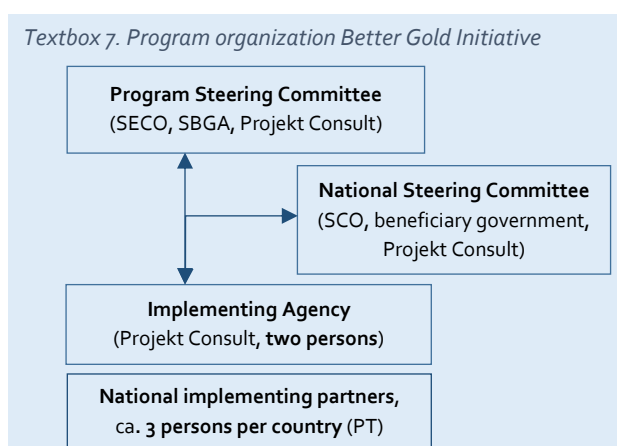 Textbox 7. Program organization Better Gold Initiative
Program Steering Committee
(SECO, SBGA, Projekt Consult)
National Steering Committee
(SCO, beneficiary government,
Projekt Consult)
Implementing Agency
(Projekt Consult, two persons)
National implementing partners,
ca. 3 persons per country (PT)